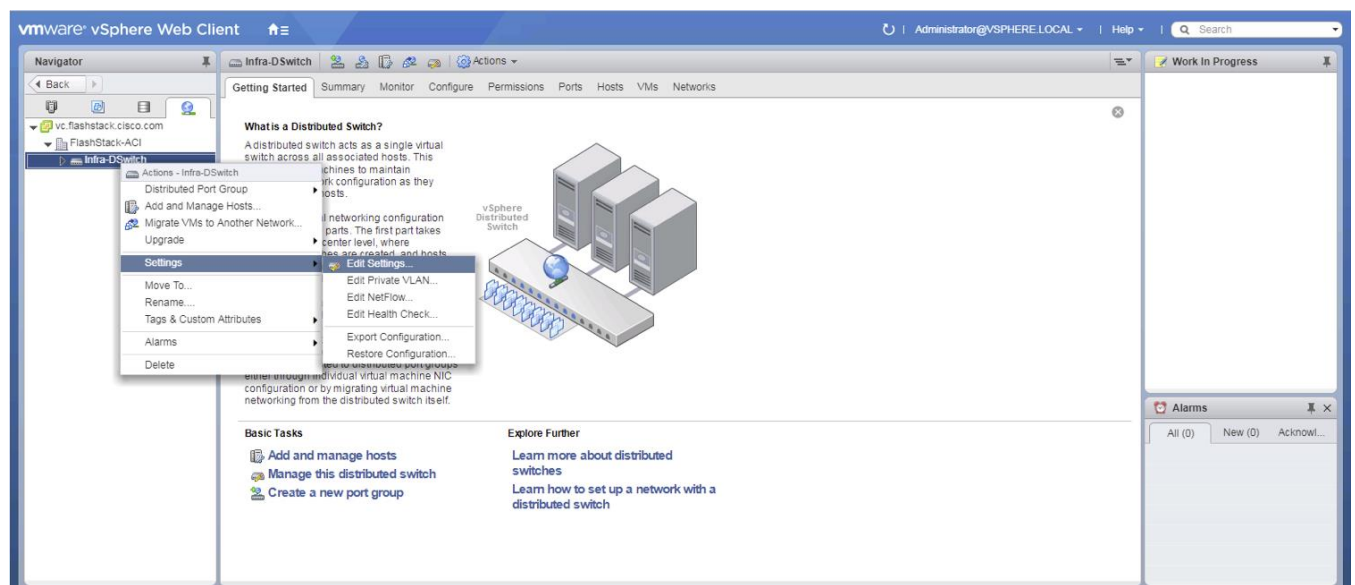 vmware® vSphere Web Client
Administrator@VSPHERE.LOCAL
Help
Search
Navigator
Back
vc.flashstack.cisco.com
FlashStack-ACI
Infra-DSwitch
Actions - Infra-DSwitch
Distributed Port Group
Add and Manage Hosts...
Migrate VMs to Another Network...
Upgrade
Settings
Move To...
Rename....
Tags & Custom Attributes
Alarms
Delete
Edit Settings...
Edit Private VLAN...
Edit NetFlow...
Edit Health Check...
Export Configuration...
Restore Configuration...
Infra-DSwitch
Actions
Getting Started Summary Monitor Configure Permissions Ports Hosts VMs Networks
What is a Distributed Switch?
A distributed switch acts as a single virtual
switch across all associated hosts. This
to maintain
configuration as they
networking configuration
parts. The first part takes
level, where
are created, and hosts
to distributed port groups
either through individual virtual machine NIC
configuration or by migrating virtual machine
networking from the distributed switch itself.
vSphere
Distributed
Switch
Basic Tasks
Add and manage hosts
Manage this distributed switch
Create a new port group
Explore Further
Learn more about distributed
switches
Learn how to set up a network with a
distributed switch
Work In Progress
Alarms
All (0) New (0) Acknowl...